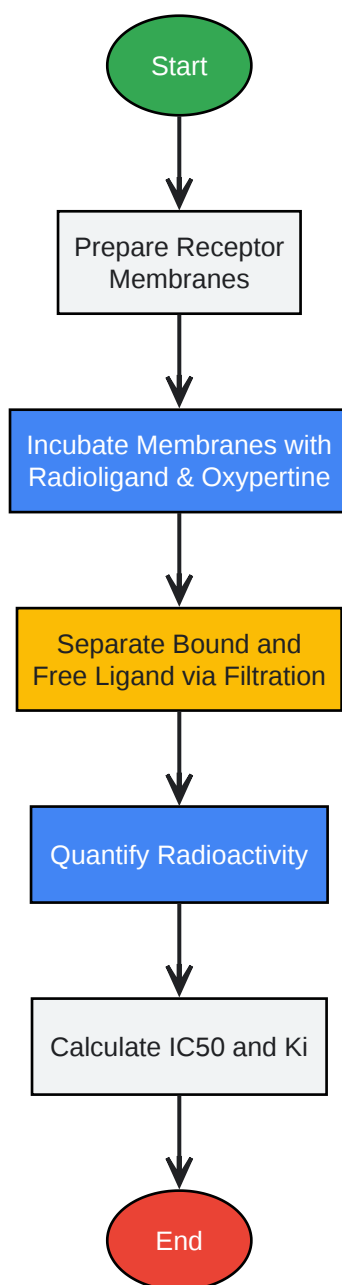 Start
Prepare Receptor
Membranes
Incubate Membranes with
Radioligand & Oxypertine
Separate Bound and
Free Ligand via Filtration
Quantify Radioactivity
Calculate IC50 and Ki
End